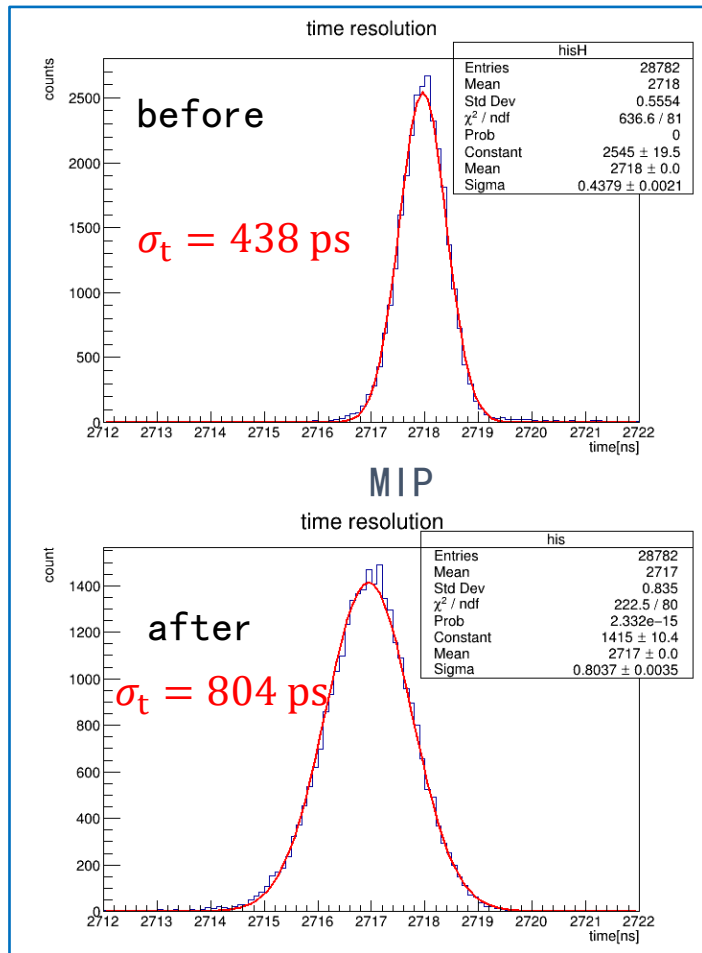 time resolution
counts
hisH
Entries 28782
Mean 2718
Std Dev 0.5554
χ² / ndf 636.6 / 81
Prob 0
Constant 2545 ± 19.5
Mean 2718 ± 0.0
Sigma 0.4379 ± 0.0021
before
σt = 438 ps
2500
2000
1500
1000
500
0
2712 2713 2714 2715 2716 2717 2718 2719 2720 2721 2722
time[ns]
MIP
time resolution
count
his
Entries 28782
Mean 2717
Std Dev 0.835
χ² / ndf 222.5 / 80
Prob 2.332e−15
Constant 1415 ± 10.4
Mean 2717 ± 0.0
Sigma 0.8037 ± 0.0035
after
σt = 804 ps
1400
1200
1000
800
600
400
200
0
2712 2713 2714 2715 2716 2717 2718 2719 2720 2721 2722
time[ns]